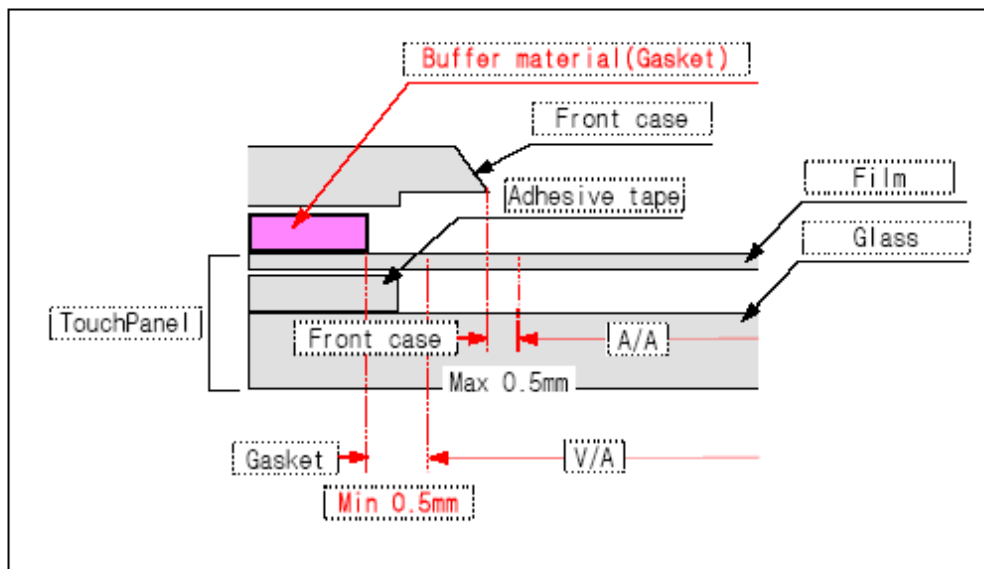 Buffer material(Gasket)
Front case
Film
Adhesive tape
Glass
TouchPanel
Front case
A/A
Max 0.5mm
Gasket
V/A
Min 0.5mm